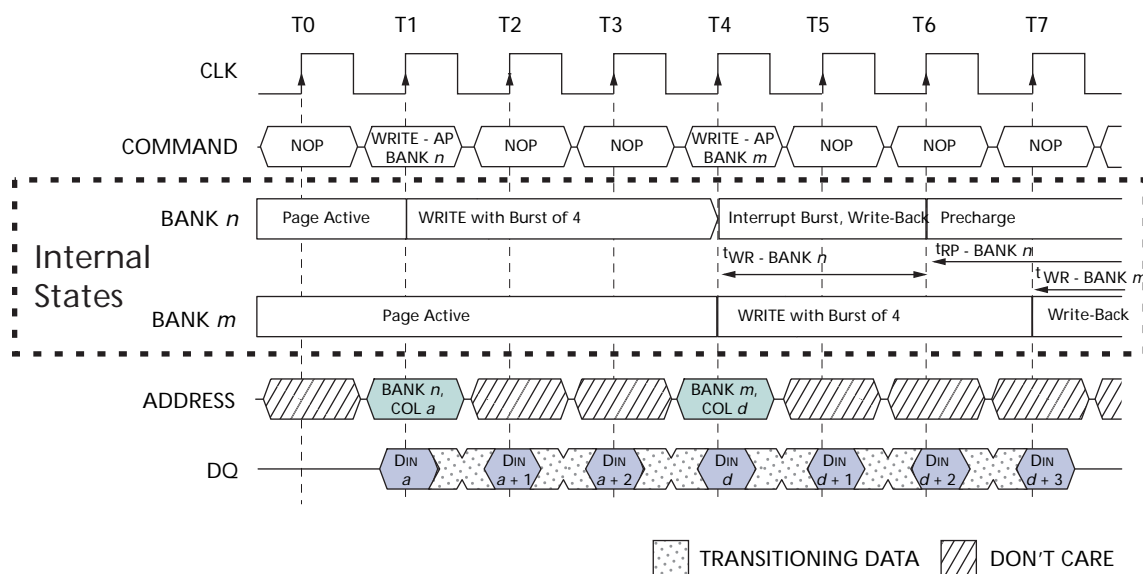 T0 T1 T2 T3 T4 T5 T6 T7
CLK
COMMAND
NOP
WRITE - AP
BANK n
NOP
NOP
WRITE - AP
BANK m
NOP
NOP
NOP
Internal
States
BANK n
Page Active
WRITE with Burst of 4
Interrupt Burst, Write-Back
Precharge
tWR - BANK n
tRP - BANK n
tWR - BANK m
BANK m
Page Active
WRITE with Burst of 4
Write-Back
ADDRESS
BANK n,
COL a
BANK m,
COL d
DQ
DIN
a
DIN
a + 1
DIN
a + 2
DIN
d
DIN
d + 1
DIN
d + 2
DIN
d + 3
TRANSITIONING DATA
DON'T CARE